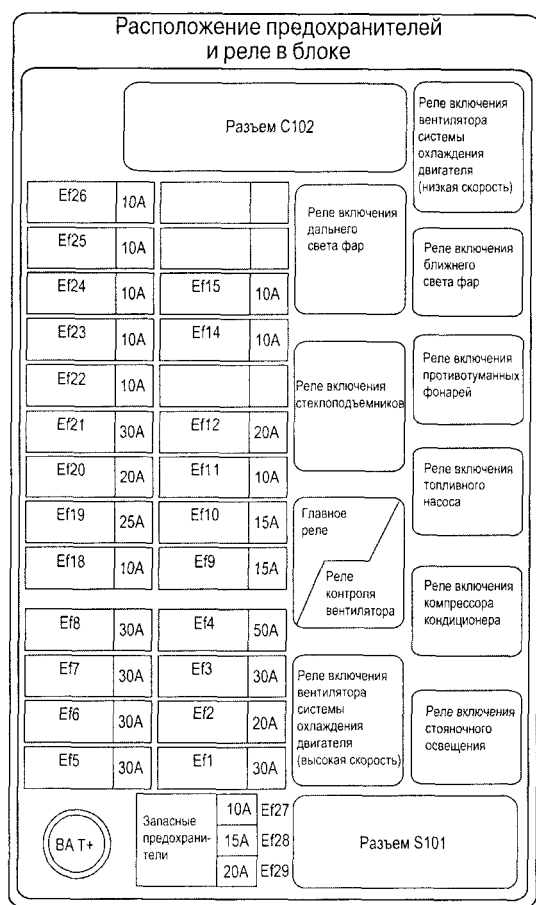 Расположение предохранителей
и реле в блоке
Разъем С102
Реле включения
вентилятора
системы
охлаждения
двигателя
(низкая скорость)
Ef26 10A
Ef25 10A
Ef24 10A Ef15 10A
Ef23 10A Ef14 10A
Ef22 10A
Ef21 30A Ef12 20A
Ef20 20A Ef11 10A
Ef19 25A Ef10 15A
Ef18 10A Ef9 15A
Ef8 30A Ef4 50A
Ef7 30A Ef3 30A
Ef6 30A Ef2 20A
Ef5 30A Ef1 30A
Реле включения
дальнего
света фар
Реле включения
ближнего
света фар
Реле включения
стеклоподъемников
Реле включения
противотуманных
фонарей
Реле включения
топливного
насоса
Главное
реле
Реле
контроля
вентилятора
Реле включения
компрессора
кондиционера
Реле включения
вентилятора
системы
охлаждения
двигателя
(высокая скорость)
Реле включения
стояночного
освещения
BA T+
Запасные
предохрани-
тели
10A Ef27
15A Ef28
20A Ef29
Разъем S101